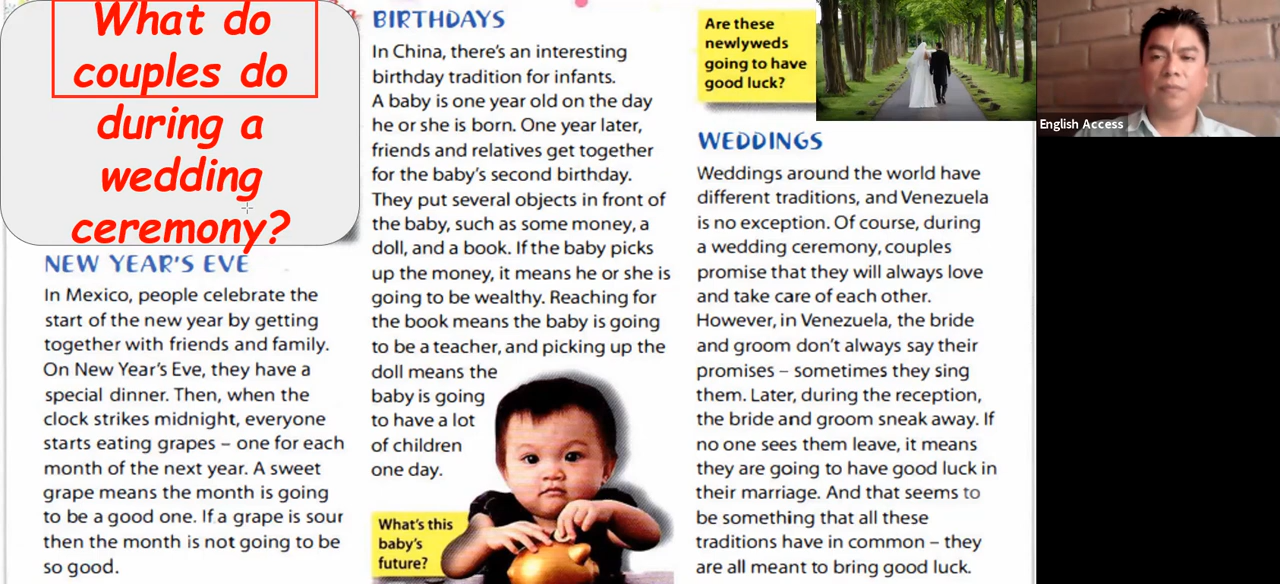 What do
couples do
during a
wedding
ceremony?
NEW YEAR'S EVE
In Mexico, people celebrate the
start of the new year by getting
together with friends and family.
On New Year's Eve, they have a
special dinner. Then, when the
clock strikes midnight, everyone
starts eating grapes – one for each
month of the next year. A sweet
grape means the month is going
to be a good one. If a grape is sour
then the month is not going to be
so good.
BIRTHDAYS
In China, there's an interesting
birthday tradition for infants.
A baby is one year old on the day
he or she is born. One year later,
friends and relatives get together
for the baby's second birthday.
They put several objects in front of
the baby, such as some money, a
doll, and a book. If the baby picks
up the money, it means he or she is
going to be wealthy. Reaching for
the book means the baby is going
to be a teacher, and picking up the
doll means the
baby is going
to have a lot
of children
one day.
What's this
baby's
future?
Are these
newlyweds
going to have
good luck?
WEDDINGS
Weddings around the world have
different traditions, and Venezuela
is no exception. Of course, during
a wedding ceremony, couples
promise that they will always love
and take care of each other.
However, in Venezuela, the bride
and groom don't always say their
promises – sometimes they sing
them. Later, during the reception,
the bride and groom sneak away. If
no one sees them leave, it means
they are going to have good luck in
their marriage. And that seems to
be something that all these
traditions have in common – they
are all meant to bring good luck.
English Access